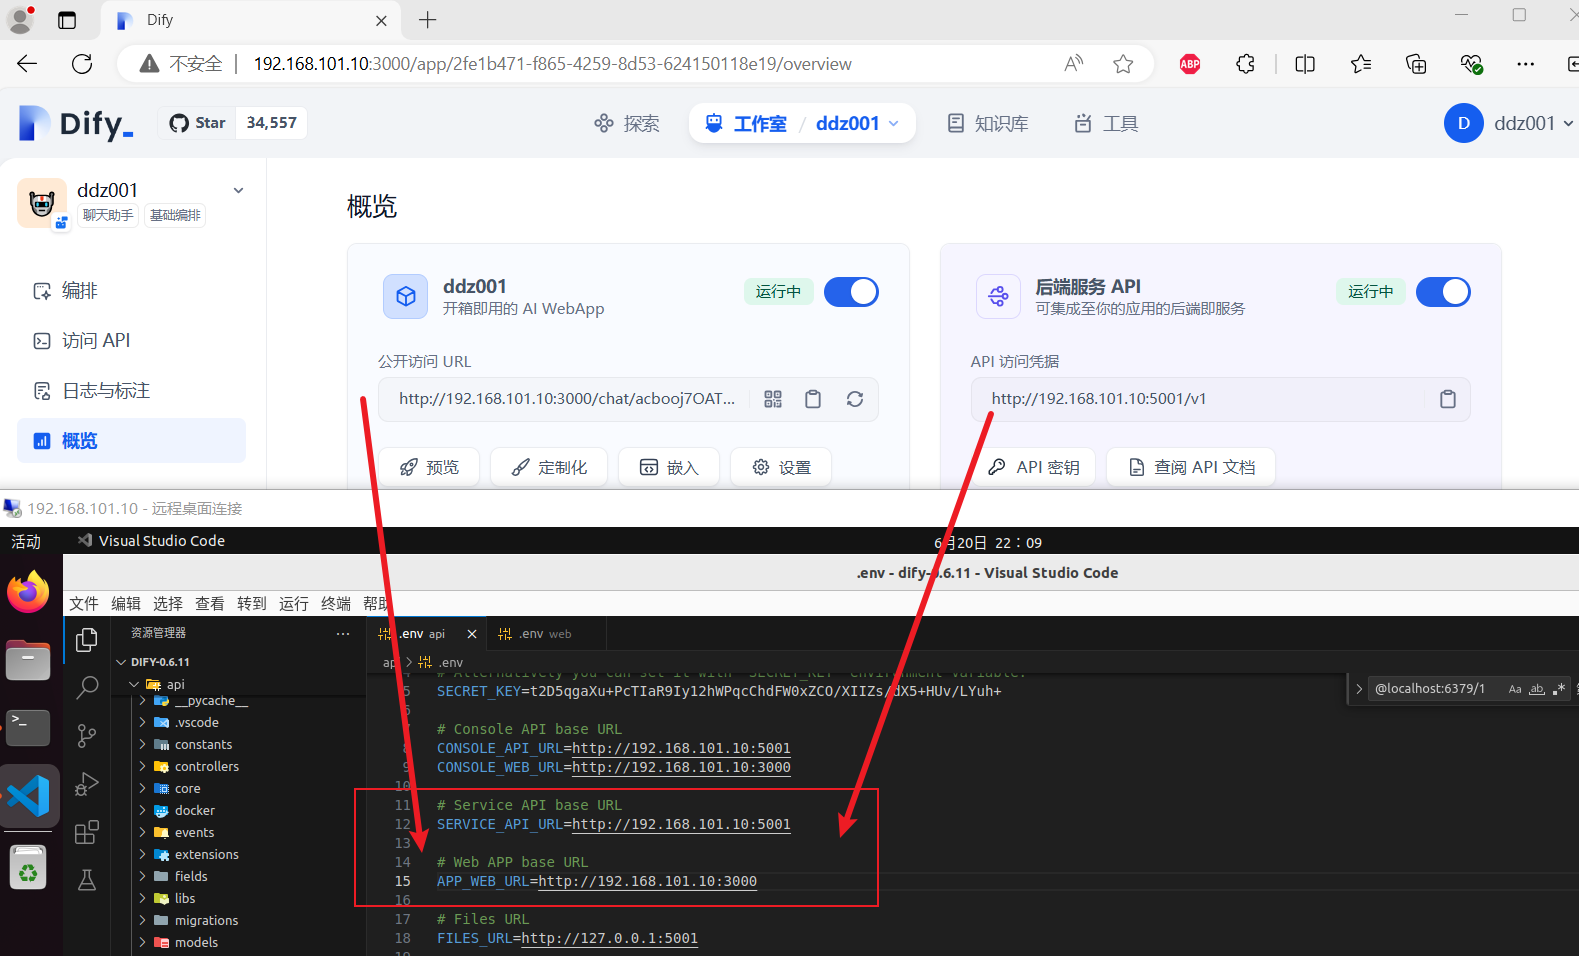 Dify
不安全 192.168.101.10:3000/app/2fe1b471-f865-4259-8d53-624150118e19/overview
ABP
Dify_ Star 34,557 探索 工作室 / ddz001 知识库 工具 D ddz001
ddz001
聊天助手 基础编排
概览
编排
访问 API
日志与标注
概览
ddz001 运行中
开箱即用的 AI WebApp
公开访问 URL
http://192.168.101.10:3000/chat/acbooj7OAT...
预览 定制化 嵌入 设置
后端服务 API 运行中
可集成至你的应用的后端即服务
API 访问凭据
http://192.168.101.10:5001/v1
API 密钥 查阅 API 文档
192.168.101.10 - 远程桌面连接
活动 Visual Studio Code 6月20日 22：09
.env - dify-0.6.11 - Visual Studio Code
文件 编辑 选择 查看 转到 运行 终端 帮助
资源管理器 ...
DIFY-0.6.11
api
__pycache__
.vscode
constants
controllers
core
docker
events
extensions
fields
libs
migrations
models
.env api .env web
api > .env
@localhost:6379/1 Aa ab .*
4 # Alternatively you can set it with `SECRET_KEY` environment variable.
5 SECRET_KEY=t2D5qgaXu+PcTIaR9Iy12hWPqcChdFW0xZCO/XIIZs/dX5+HUv/LYuh+
7 # Console API base URL
8 CONSOLE_API_URL=http://192.168.101.10:5001
9 CONSOLE_WEB_URL=http://192.168.101.10:3000
10
11 # Service API base URL
12 SERVICE_API_URL=http://192.168.101.10:5001
13
14 # Web APP base URL
15 APP_WEB_URL=http://192.168.101.10:3000
16
17 # Files URL
18 FILES_URL=http://127.0.0.1:5001